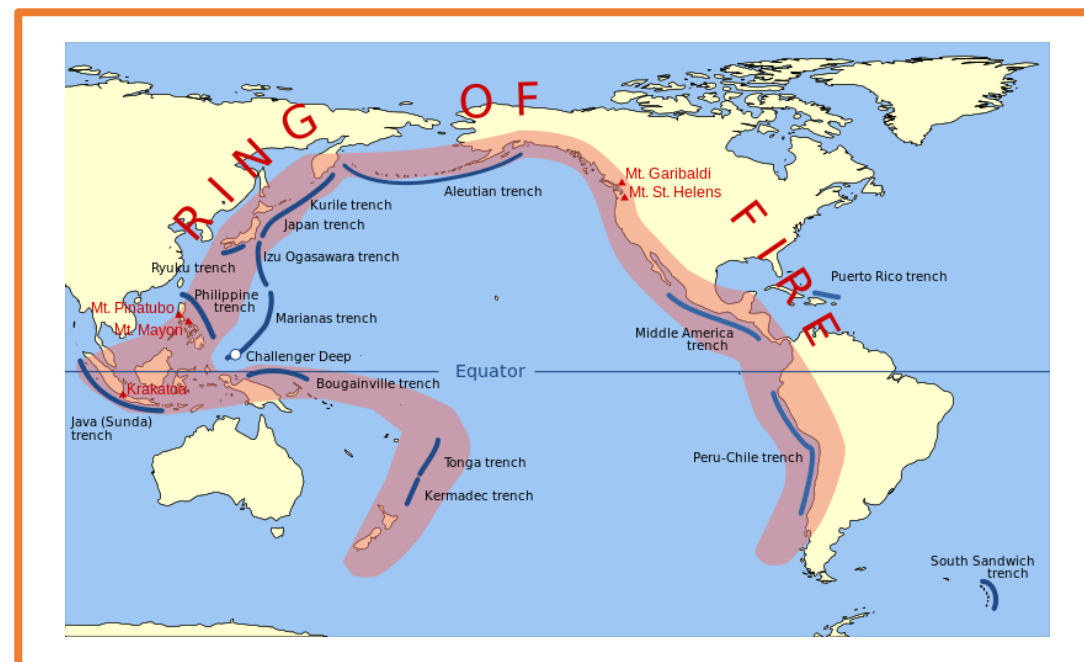 RING OF FIRE
Mt. Garibaldi
Mt. St. Helens
Aleutian trench
Kurile trench
Japan trench
Izu Ogasawara trench
Ryuku trench
Puerto Rico trench
Philippine
trench
Mt. Pinatubo
Mt. Mayon
Marianas trench
Middle America
trench
Challenger Deep
Equator
Bougainville trench
Krakatoa
Java (Sunda)
trench
Peru-Chile trench
Tonga trench
Kermadec trench
South Sandwich
trench